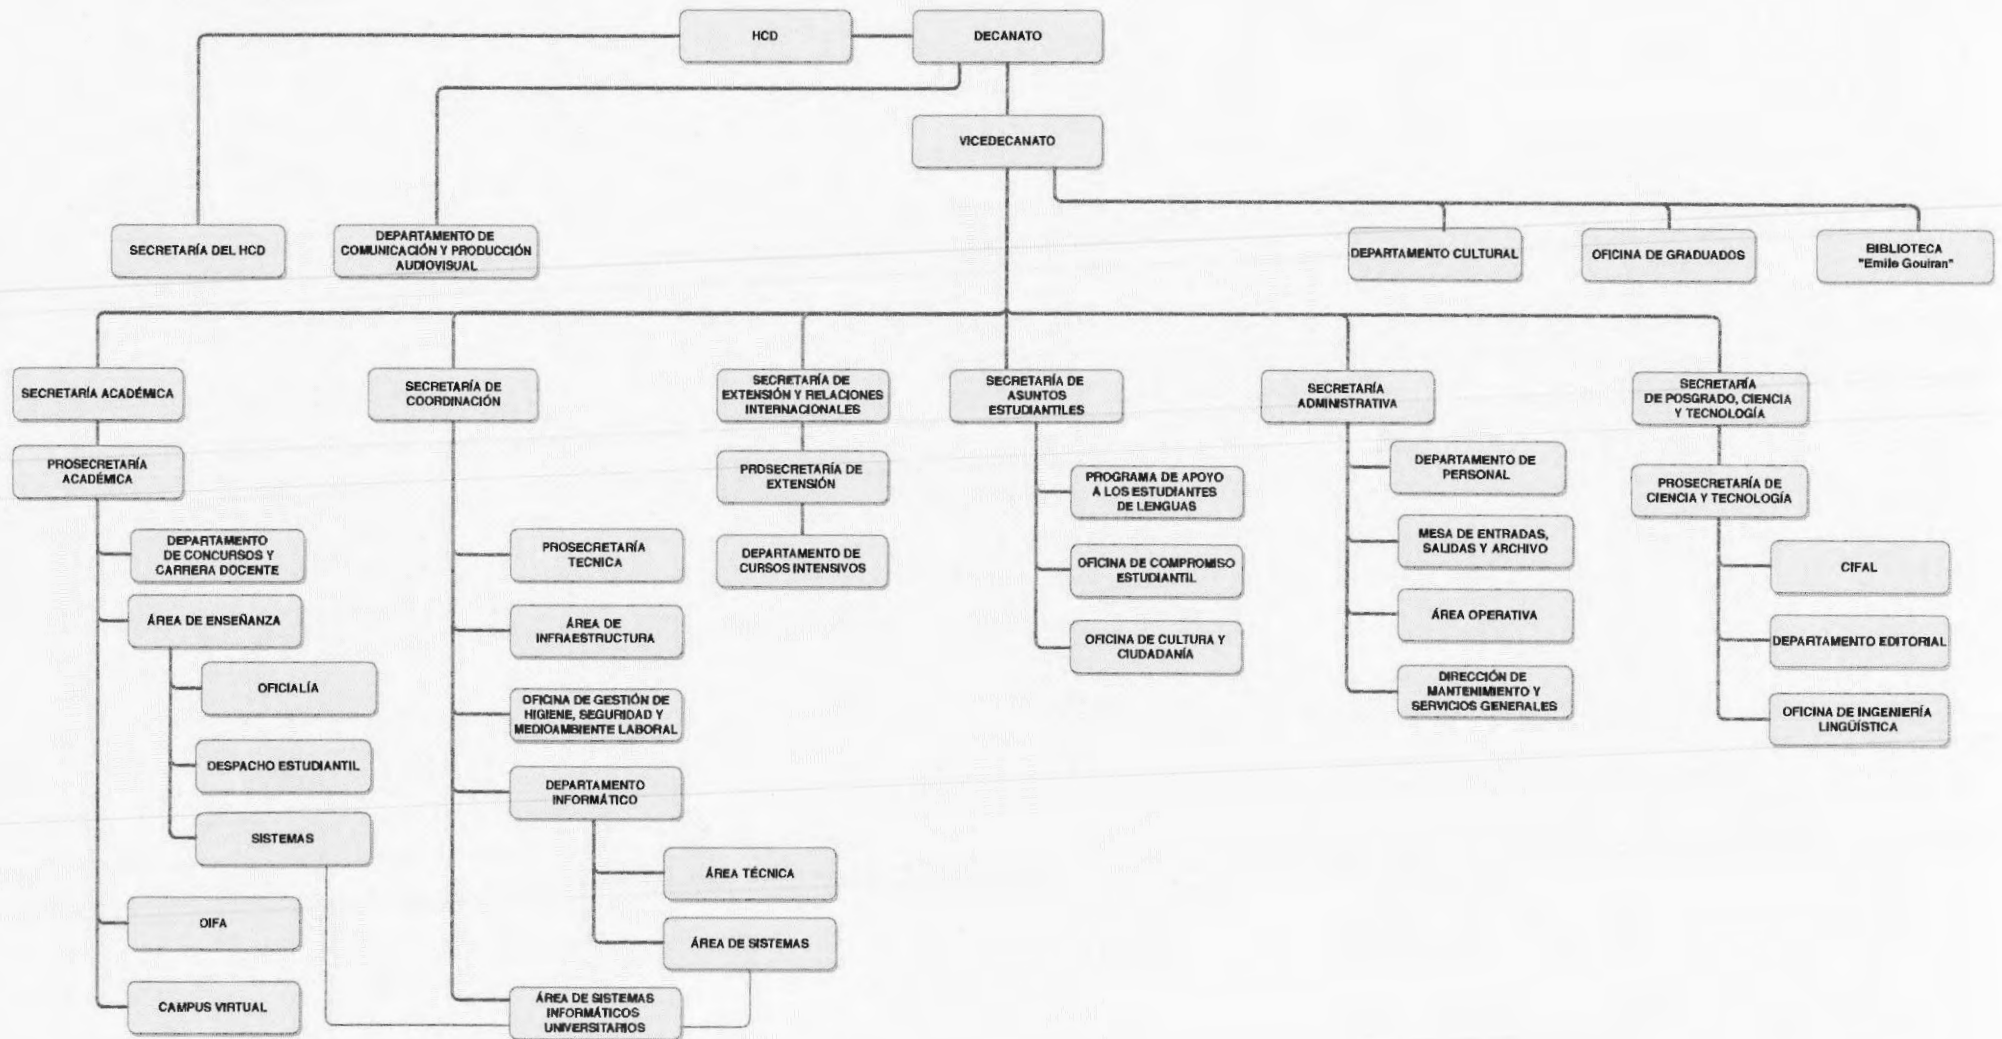 HCD
DECANATO
VICEDECANATO
SECRETARÍA DEL HCD
DEPARTAMENTO DE
COMUNICACIÓN Y PRODUCCIÓN
AUDIOVISUAL
DEPARTAMENTO CULTURAL
OFICINA DE GRADUADOS
BIBLIOTECA
"Emile Gouiran"
SECRETARÍA ACADÉMICA
SECRETARÍA DE
COORDINACIÓN
SECRETARÍA DE
EXTENSIÓN Y RELACIONES
INTERNACIONALES
SECRETARÍA DE
ASUNTOS
ESTUDIANTILES
SECRETARÍA
ADMINISTRATIVA
SECRETARÍA
DE POSGRADO, CIENCIA
Y TECNOLOGÍA
PROSECRETARÍA
ACADÉMICA
DEPARTAMENTO
DE CONCURSOS Y
CARRERA DOCENTE
ÁREA DE ENSEÑANZA
OFICIALÍA
DESPACHO ESTUDIANTIL
SISTEMAS
OIFA
CAMPUS VIRTUAL
PROSECRETARÍA
TECNICA
ÁREA DE
INFRAESTRUCTURA
OFICINA DE GESTIÓN DE
HIGIENE, SEGURIDAD Y
MEDIOAMBIENTE LABORAL
DEPARTAMENTO
INFORMÁTICO
ÁREA TÉCNICA
ÁREA DE SISTEMAS
ÁREA DE SISTEMAS
INFORMÁTICOS
UNIVERSITARIOS
PROSECRETARÍA DE
EXTENSIÓN
DEPARTAMENTO DE
CURSOS INTENSIVOS
PROGRAMA DE APOYO
A LOS ESTUDIANTES
DE LENGUAS
OFICINA DE COMPROMISO
ESTUDIANTIL
OFICINA DE CULTURA Y
CIUDADANÍA
DEPARTAMENTO DE
PERSONAL
MESA DE ENTRADAS,
SALIDAS Y ARCHIVO
ÁREA OPERATIVA
DIRECCIÓN DE
MANTENIMIENTO Y
SERVICIOS GENERALES
PROSECRETARÍA DE
CIENCIA Y TECNOLOGÍA
CIFAL
DEPARTAMENTO EDITORIAL
OFICINA DE INGENIERÍA
LINGÜÍSTICA